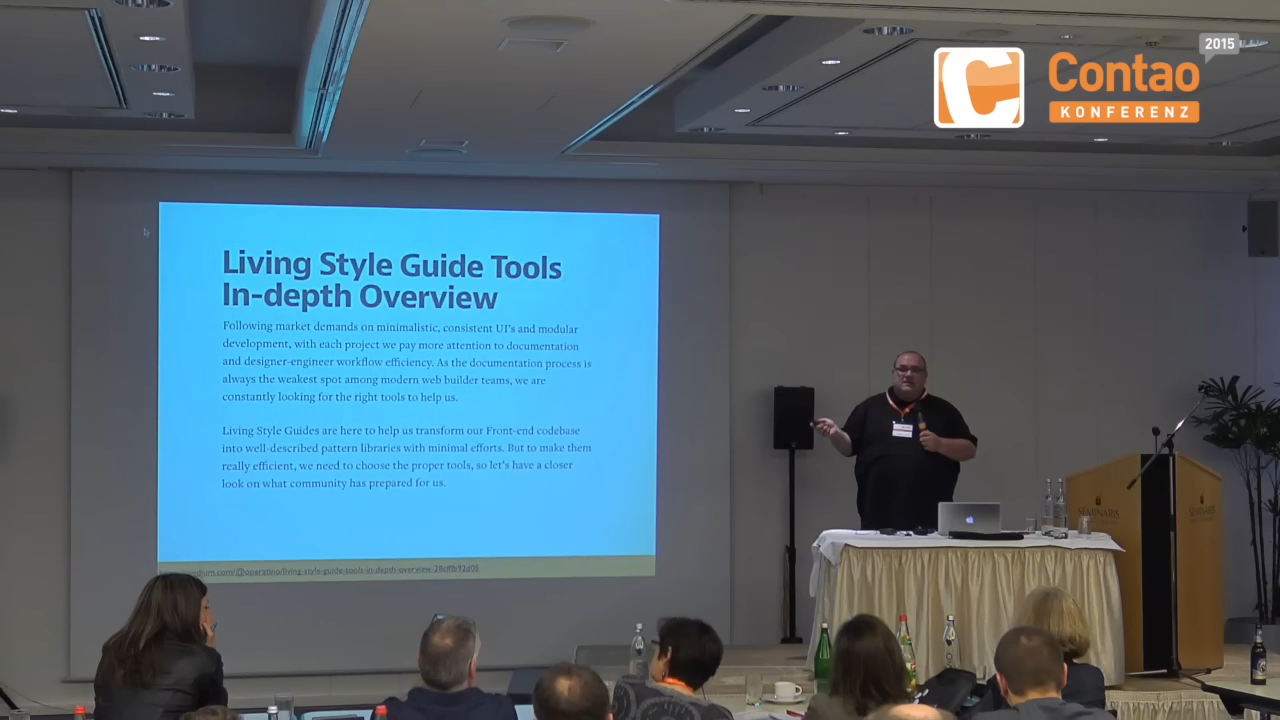 2015
Contao
KONFERENZ
Living Style Guide Tools
In-depth Overview
Following market demands on minimalistic, consistent UI's and modular
development, with each project we pay more attention to documentation
and designer-engineer workflow efficiency. As the documentation process is
always the weakest spot among modern web builder teams, we are
constantly looking for the right tools to help us.
Living Style Guides are here to help us transform our Front-end codebase
into well-described pattern libraries with minimal efforts. But to make them
really efficient, we need to choose the proper tools, so let's have a closer
look on what community has prepared for us.
SEMINARIS
SEMINARIS